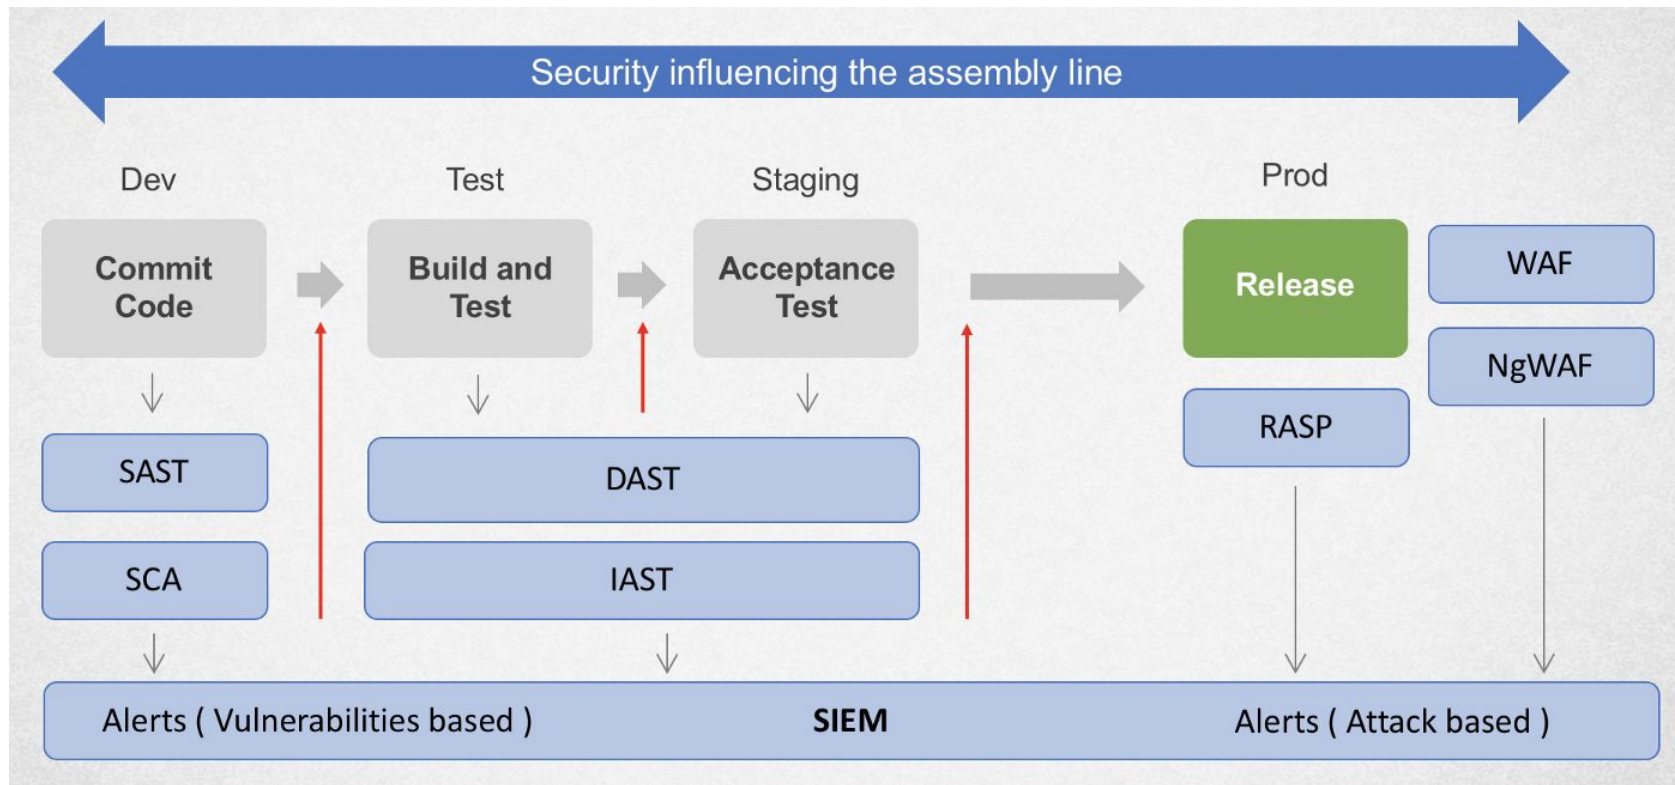 Security influencing the assembly line
Dev
Test
Staging
Prod
Commit
Code
Build and
Test
Acceptance
Test
Release
WAF
NgWAF
RASP
SAST
DAST
SCA
IAST
Alerts ( Vulnerabilities based )
SIEM
Alerts ( Attack based )